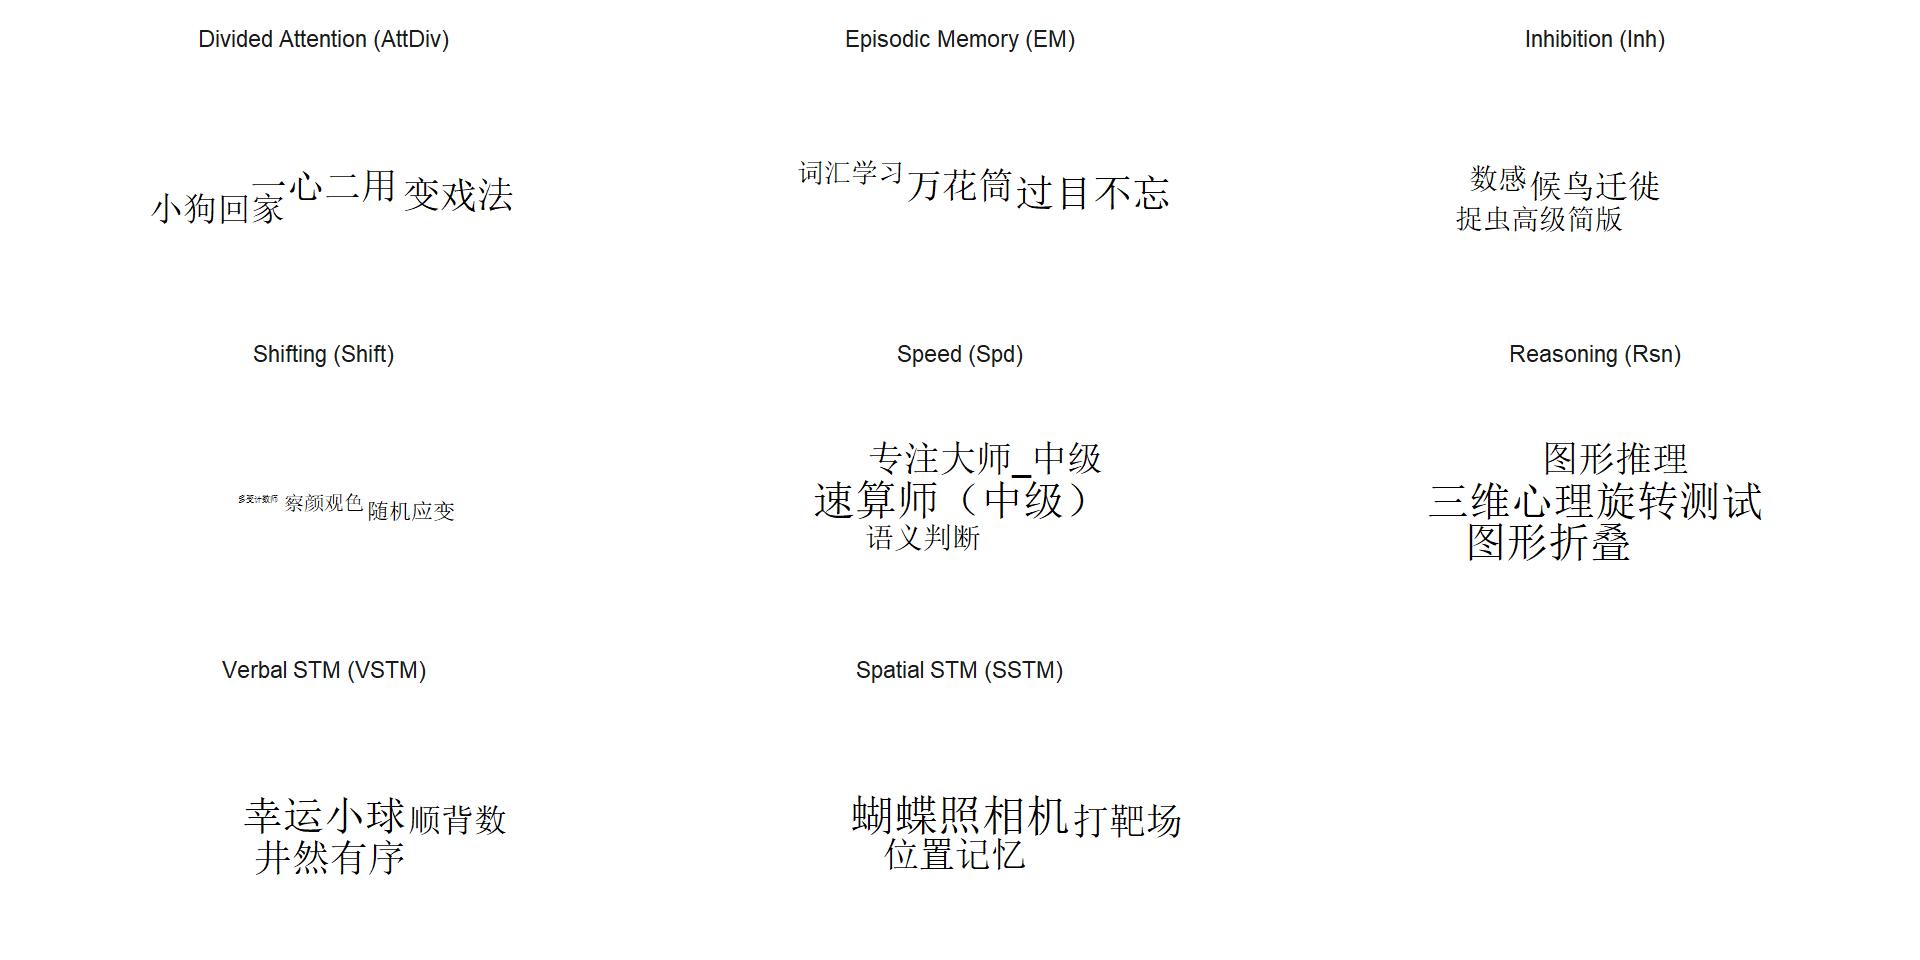 Divided Attention (AttDiv)
Episodic Memory (EM)
Inhibition (Inh)
小狗回家
一心二用
变戏法
词汇学习
万花筒
过目不忘
数感
候鸟迁徙
捉虫高级简版
Shifting (Shift)
Speed (Spd)
Reasoning (Rsn)
多变计数师
察颜观色
随机应变
专注大师_中级
速算师（中级）
语义判断
图形推理
三维心理旋转测试
图形折叠
Verbal STM (VSTM)
Spatial STM (SSTM)
幸运小球
顺背数
井然有序
蝴蝶照相机
打靶场
位置记忆